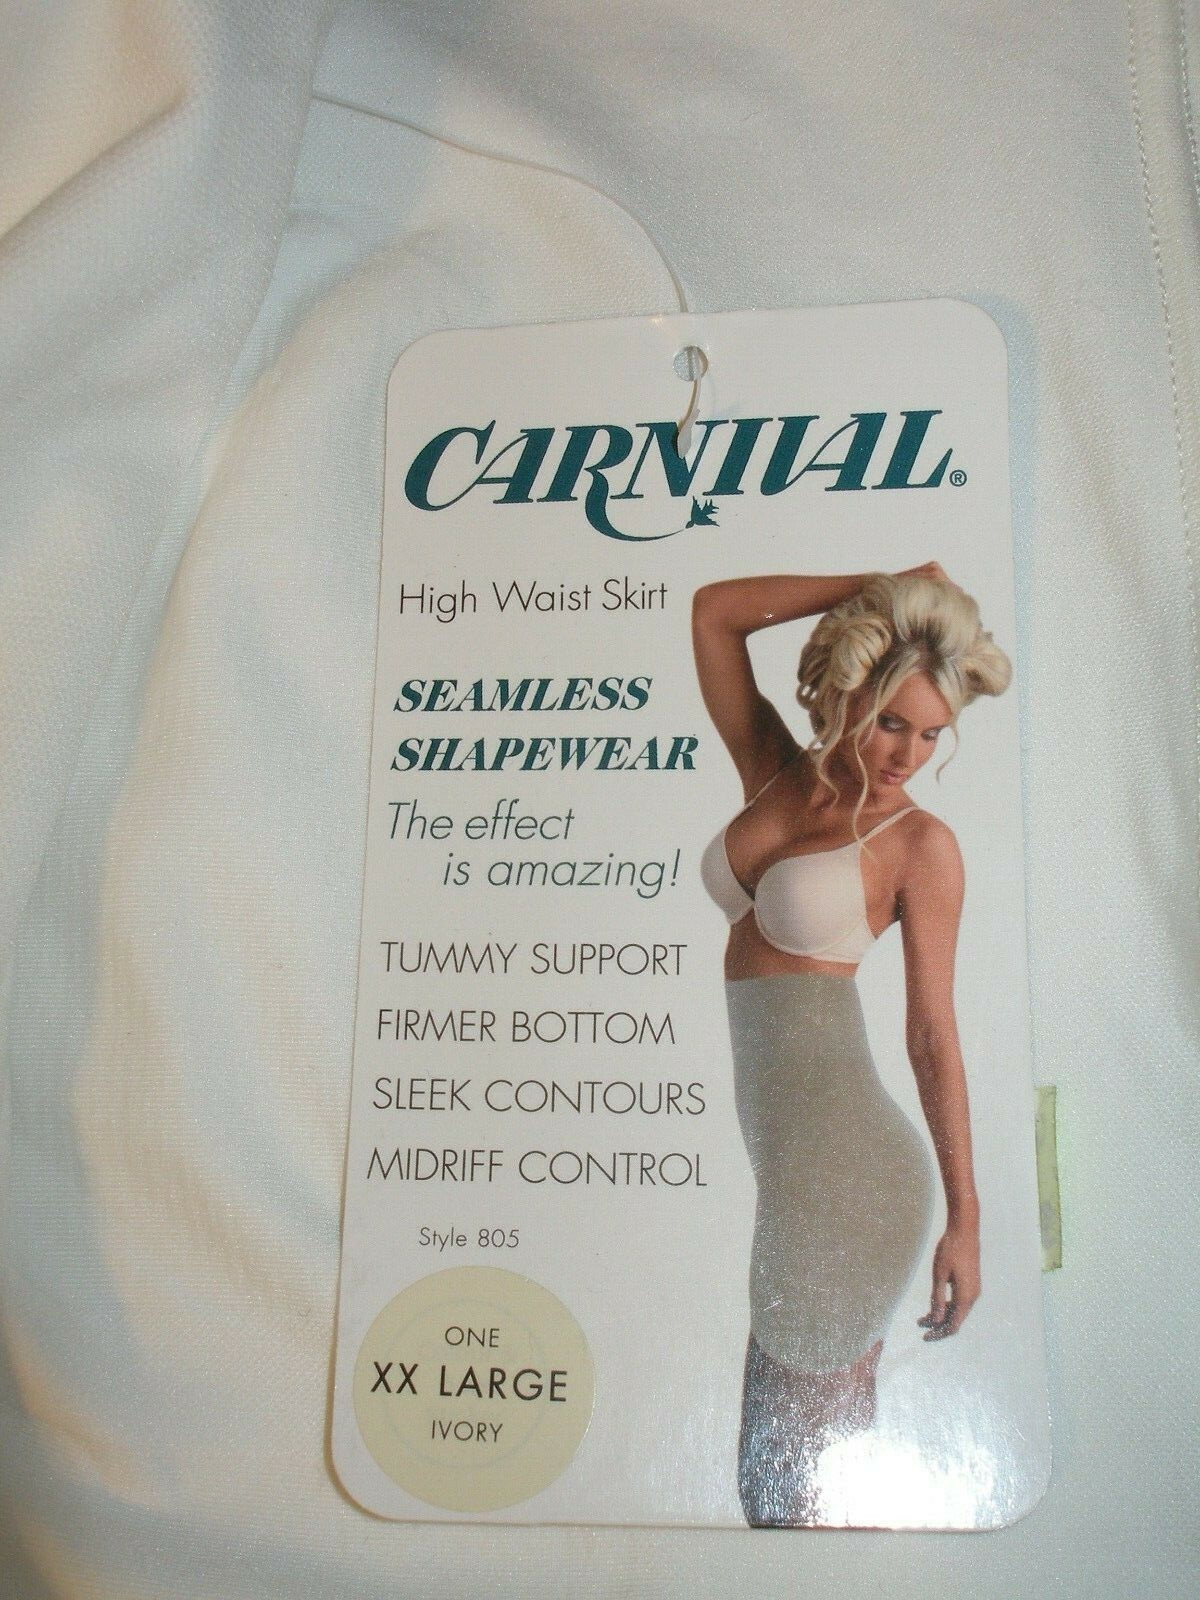 CARNIVAL®
High Waist Skirt
SEAMLESS
SHAPEWEAR
The effect
is amazing!
TUMMY SUPPORT
FIRMER BOTTOM
SLEEK CONTOURS
MIDRIFF CONTROL
Style 805
ONE
XX LARGE
IVORY